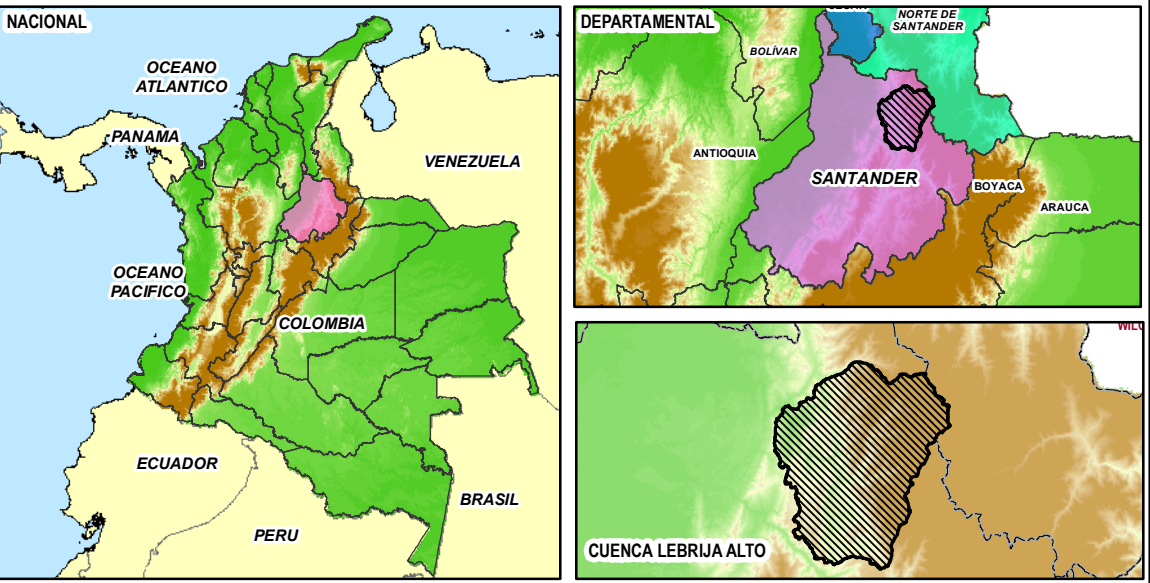 NACIONAL
OCEANO
ATLANTICO
PANAMA
VENEZUELA
OCEANO
PACIFICO
COLOMBIA
ECUADOR
BRASIL
PERU
DEPARTAMENTAL
NORTE DE
SANTANDER
BOLÍVAR
ANTIOQUIA
SANTANDER
BOYACA
ARAUCA
CUENCA LEBRIJA ALTO